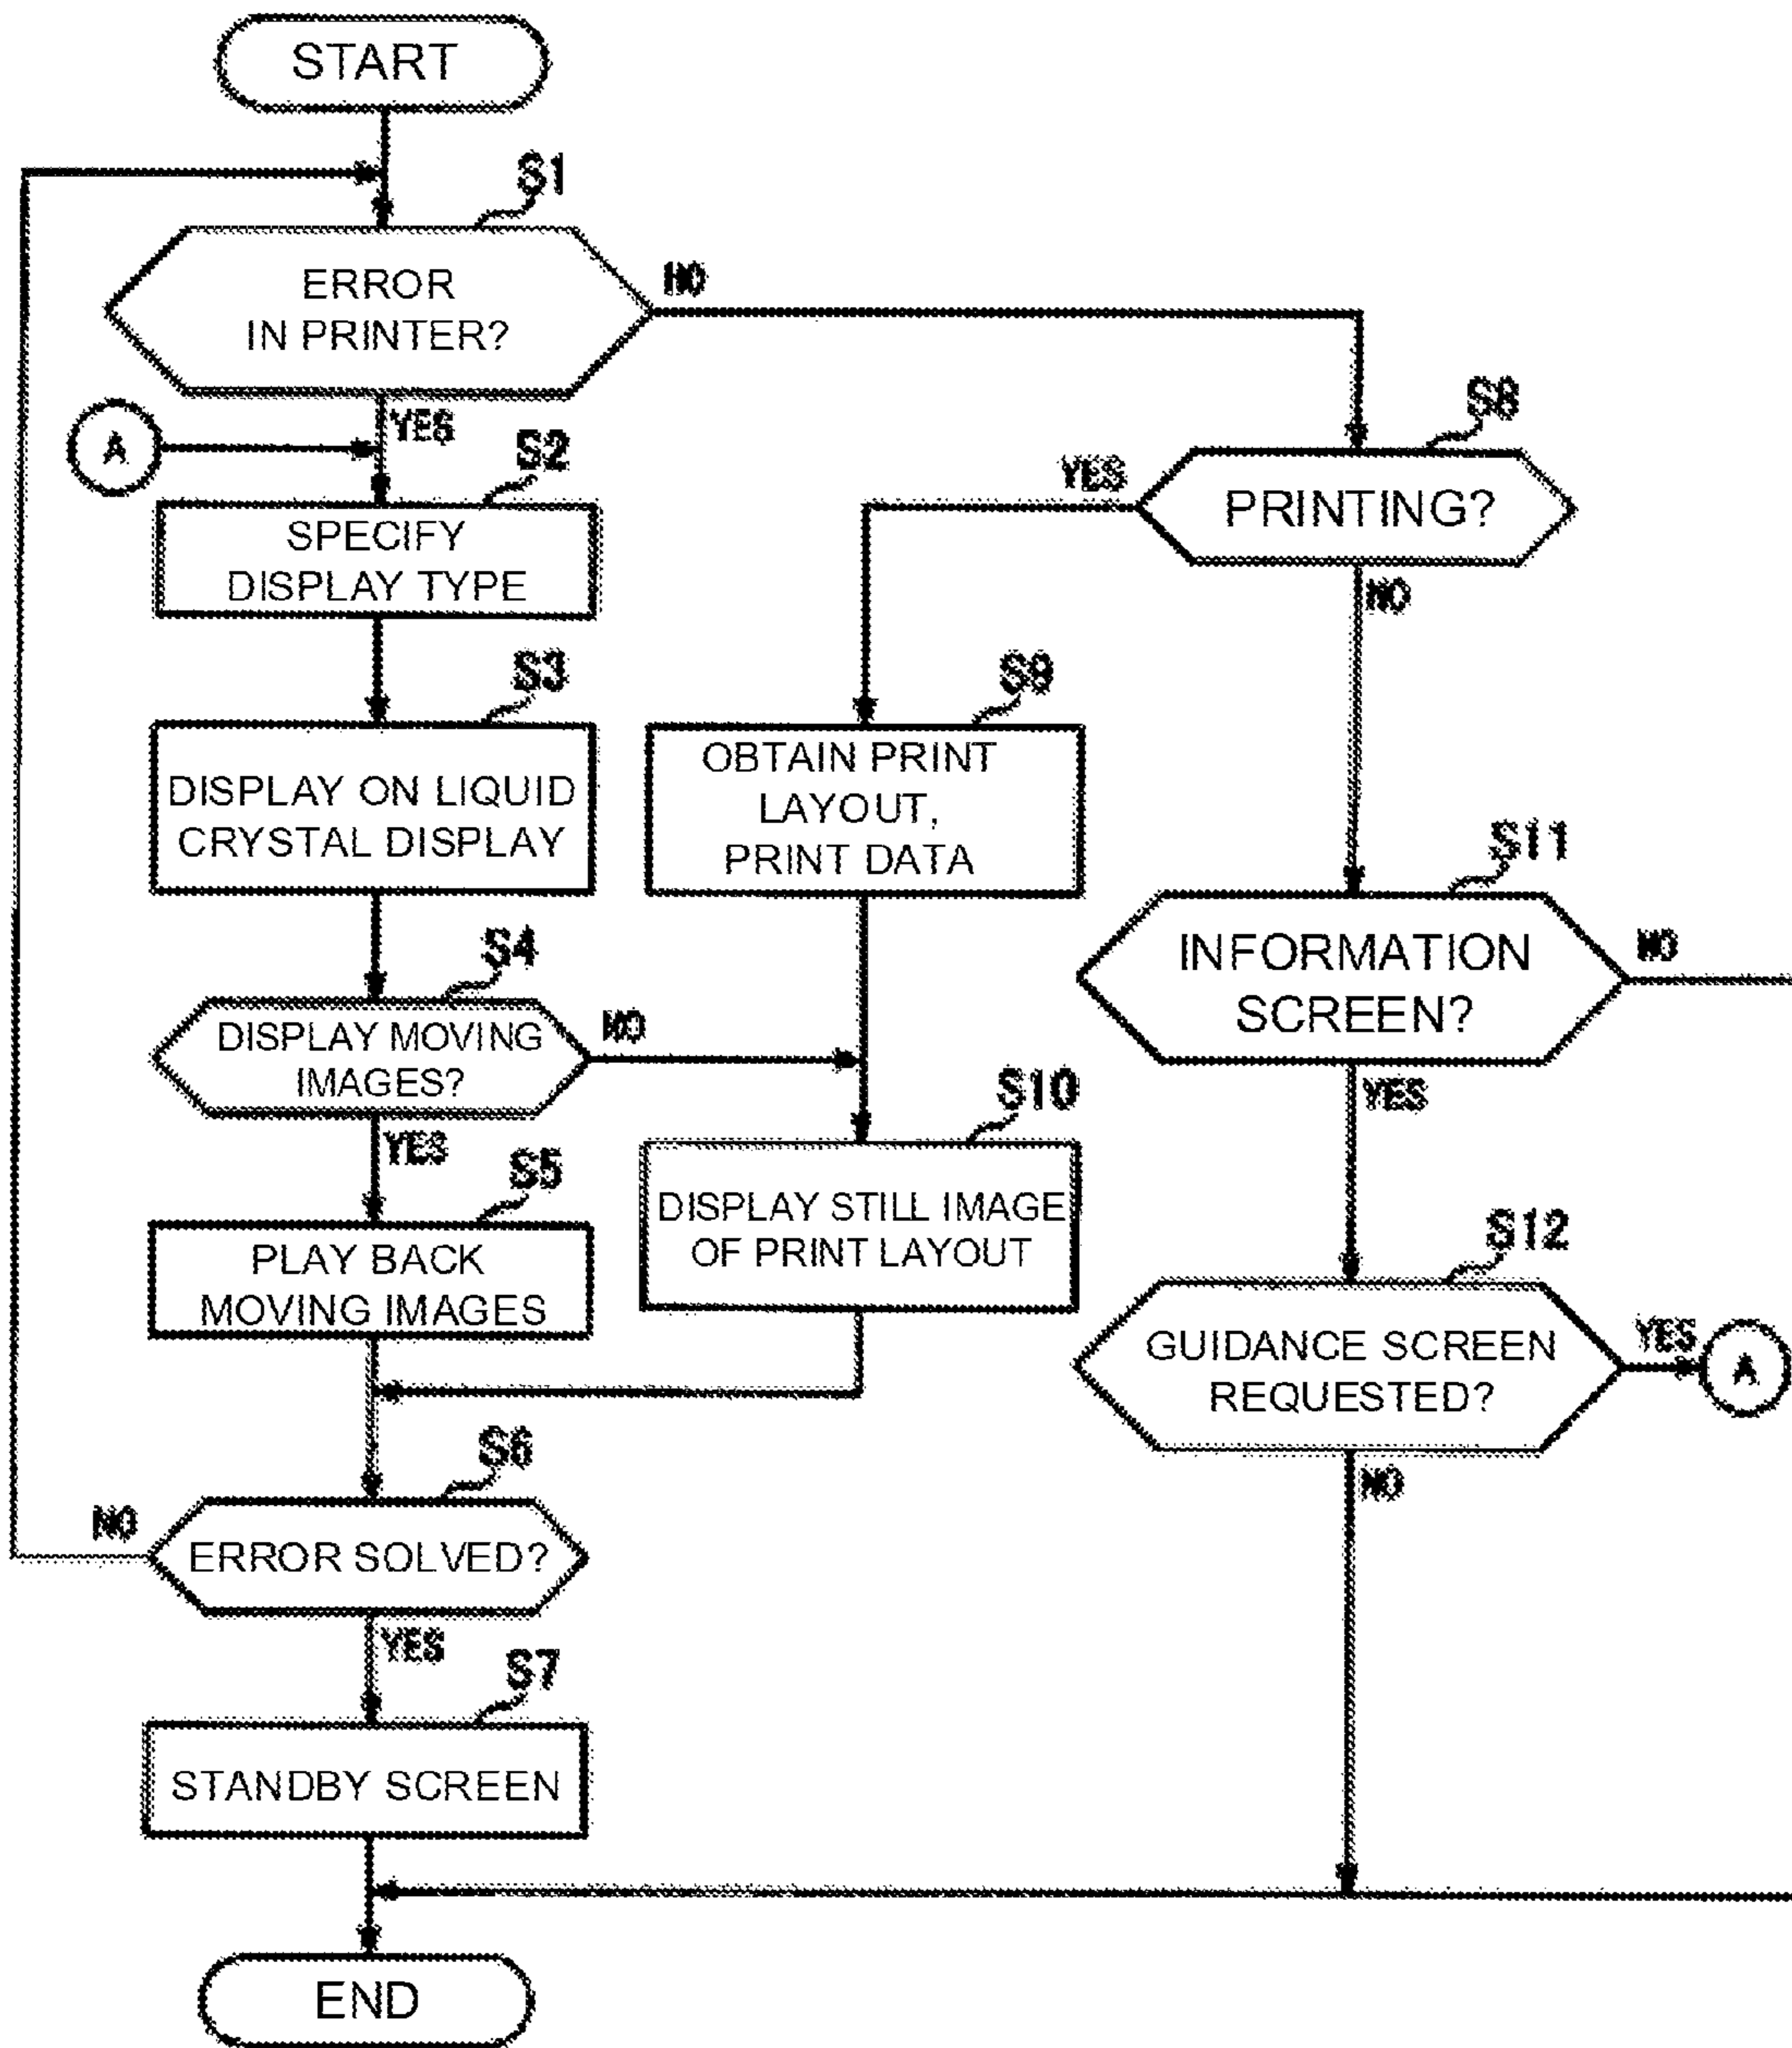 START
S1
ERROR
IN PRINTER?
NO
YES
A
S2
SPECIFY
DISPLAY TYPE
S3
DISPLAY ON LIQUID
CRYSTAL DISPLAY
S4
DISPLAY MOVING
IMAGES?
NO
YES
S5
PLAY BACK
MOVING IMAGES
S6
NO
ERROR SOLVED?
YES
S7
STANDBY SCREEN
END
S8
YES
PRINTING?
NO
S9
OBTAIN PRINT
LAYOUT,
PRINT DATA
S10
DISPLAY STILL IMAGE
OF PRINT LAYOUT
S11
INFORMATION
SCREEN?
NO
YES
S12
GUIDANCE SCREEN
REQUESTED?
YES
A
NO